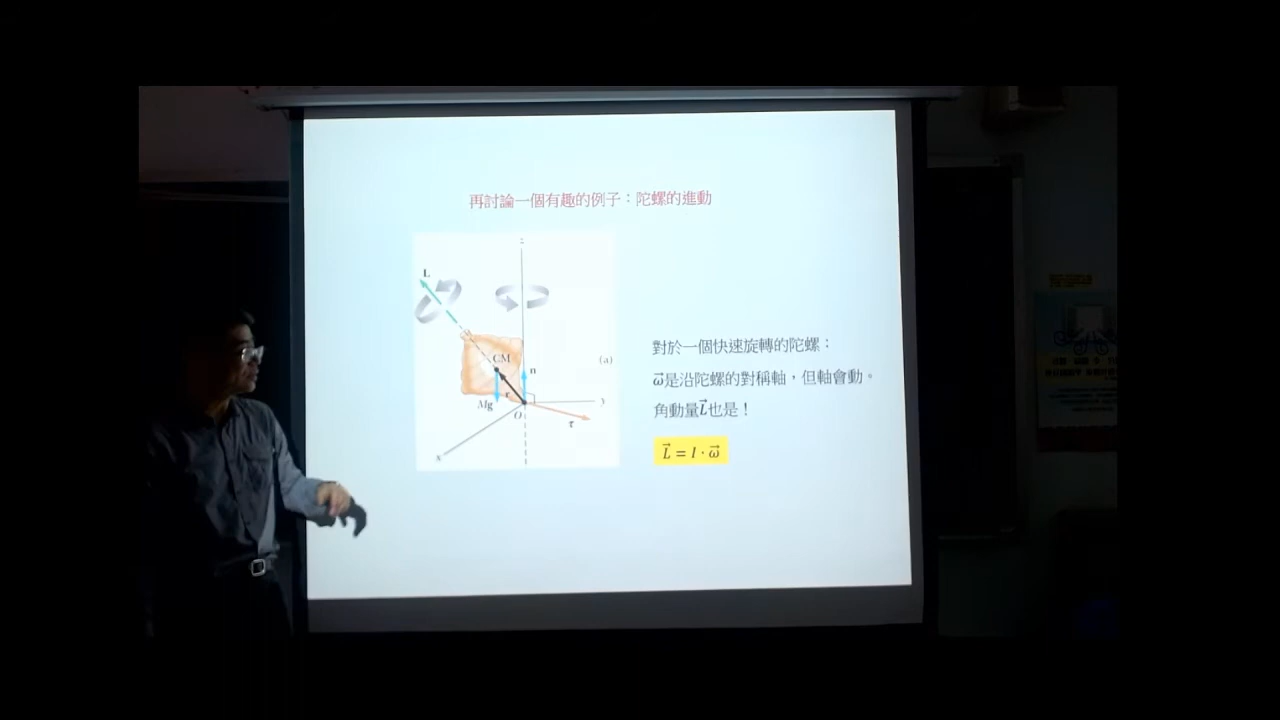 再討論一個有趣的例子：陀螺的進動
z
L
CM
(a)
n
r
Mg
y
O
τ
x
對於一個快速旋轉的陀螺：
ω⃗是沿陀螺的對稱軸，但軸會動。
角動量L⃗也是！
L⃗ = I · ω⃗